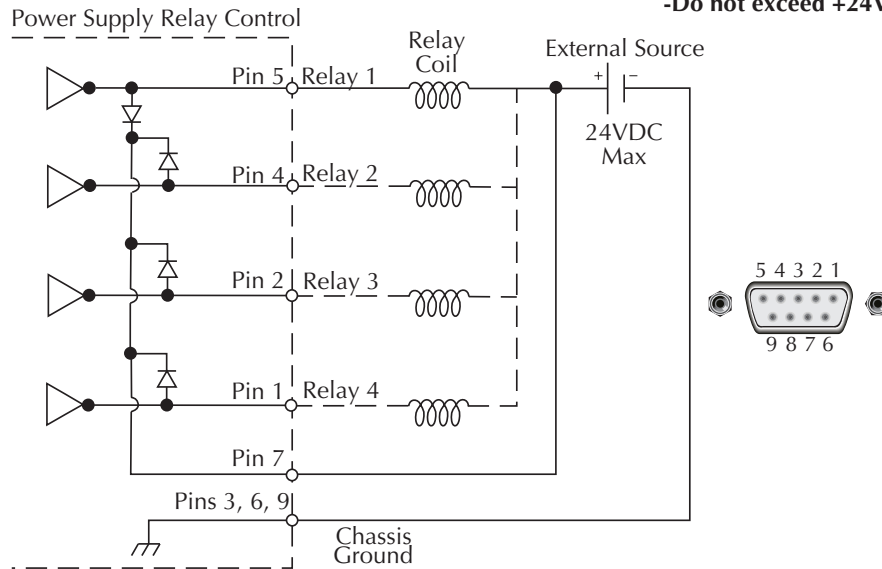 -Do not exceed +24V
Power Supply Relay Control
Relay
Coil
External Source
+ −
Pin 5 Relay 1
24VDC
Max
Pin 4 Relay 2
5 4 3 2 1
Pin 2 Relay 3
9 8 7 6
Pin 1 Relay 4
Pin 7
Pins 3, 6, 9
Chassis
Ground